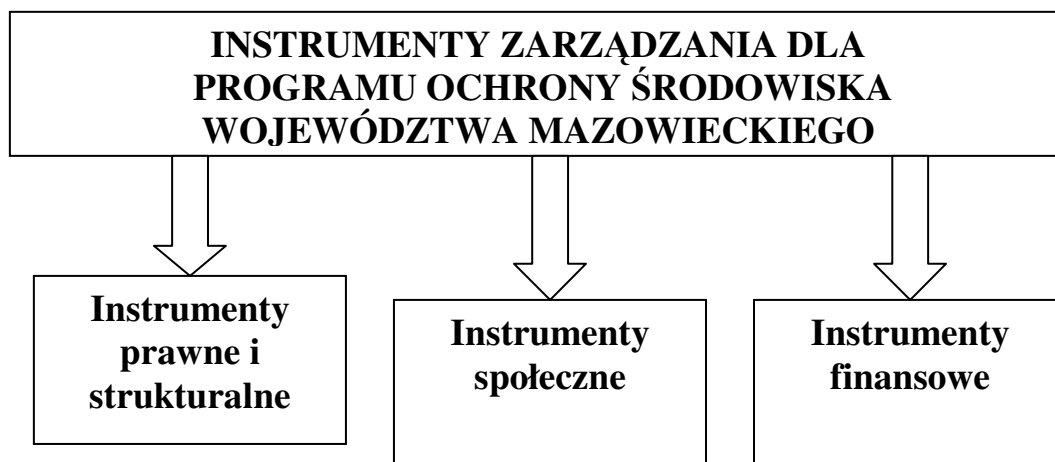 INSTRUMENTY ZARZĄDZANIA DLA
PROGRAMU OCHRONY ŚRODOWISKA
WOJEWÓDZTWA MAZOWIECKIEGO
Instrumenty
prawne i
strukturalne
Instrumenty
społeczne
Instrumenty
finansowe